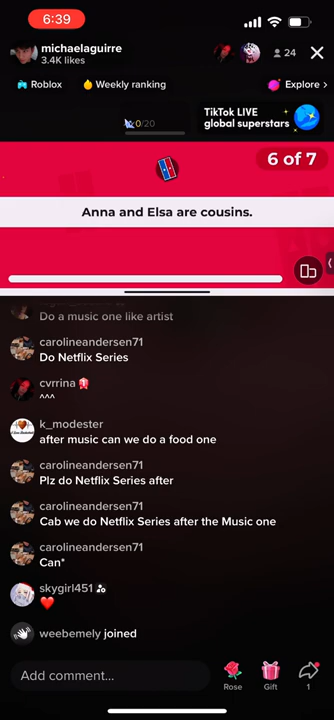 6:39
michaelaguirre
3.4K likes
24
Roblox
Weekly ranking
Explore >
0/20
TikTok LIVE
global superstars
6 of 7
Anna and Elsa are cousins.
Do a music one like artist
carolineandersen71
Do Netflix Series
cvrrina
^^^
k_modester
after music can we do a food one
carolineandersen71
Plz do Netflix Series after
carolineandersen71
Cab we do Netflix Series after the Music one
carolineandersen71
Can*
skygirl451
weebemely joined
Add comment...
Rose
Gift
1